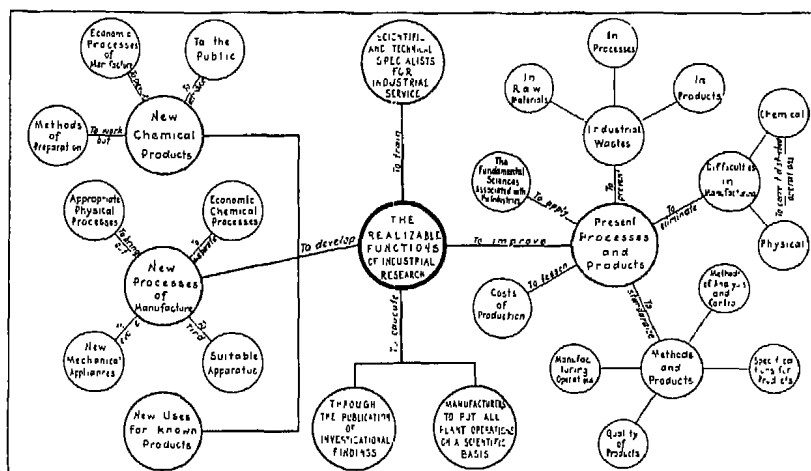 Economic
Processes
of
Manufacture
To the
Public
Methods
of
Preparation
To work
out
New
Chemical
Products
Appropriate
Physical
Processes
Economic
Chemical
Processes
New
Processes
of
Manufacture
New
Mechanical
Appliances
To
find
Suitable
Apparatus
New Uses
for Known
Products
To develop
SCIENTIFIC
AND TECHNICAL
SPECIALISTS
FOR
INDUSTRIAL
SERVICE
To train
THE
REALIZABLE
FUNCTIONS
OF INDUSTRIAL
RESEARCH
THROUGH
THE PUBLICATION
OF
INVESTIGATIONAL
FINDINGS
MANUFACTURERS
TO PUT ALL
PLANT OPERATIONS
ON A SCIENTIFIC
BASIS
To improve
In
Processes
In
Raw
Materials
In
Products
Industrial
Wastes
To
prevent
The
Fundamental
Sciences
Associated with
the Industries
To apply
Present
Processes
and
Products
To
eliminate
Difficulties
in
Manufacturing
Chemical
Physical
To lessen
Costs
of
Production
To
standardize
Methods
of Analysis
and
Control
Methods
and
Products
Manufac
turing
Operation
Specifica
tions for
Products
Quality
of
Products